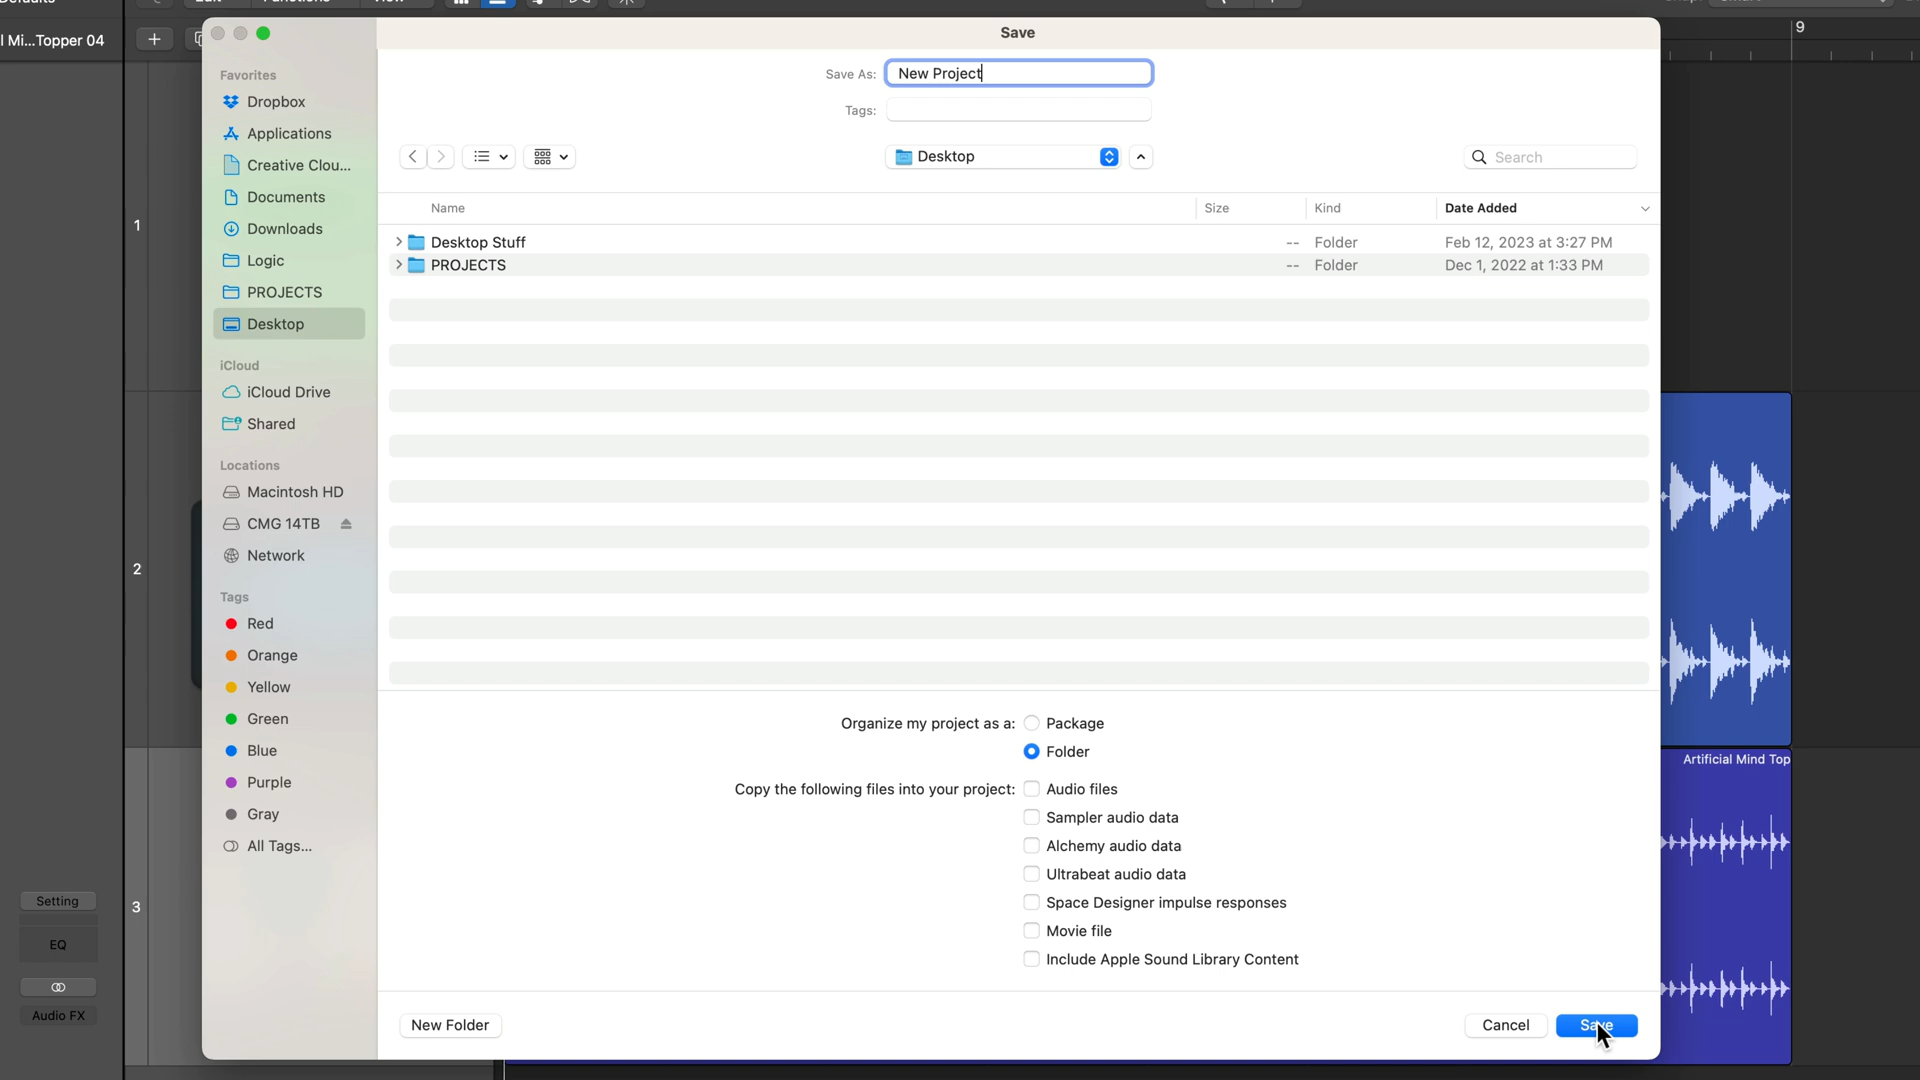 Edit Functions View
l Mi...Topper 04
9
1
2
3
Setting
EQ
Audio FX
Artificial Mind Top
Save
Favorites
Dropbox
Applications
Creative Clou...
Documents
Downloads
Logic
PROJECTS
Desktop
iCloud
iCloud Drive
Shared
Locations
Macintosh HD
CMG 14TB
Network
Tags
Red
Orange
Yellow
Green
Blue
Purple
Gray
All Tags...
Save As: New Project
Tags:
Desktop
Search
Name Size Kind Date Added
Desktop Stuff -- Folder Feb 12, 2023 at 3:27 PM
PROJECTS -- Folder Dec 1, 2022 at 1:33 PM
Organize my project as a: Package
Folder
Copy the following files into your project: Audio files
Sampler audio data
Alchemy audio data
Ultrabeat audio data
Space Designer impulse responses
Movie file
Include Apple Sound Library Content
New Folder Cancel Save